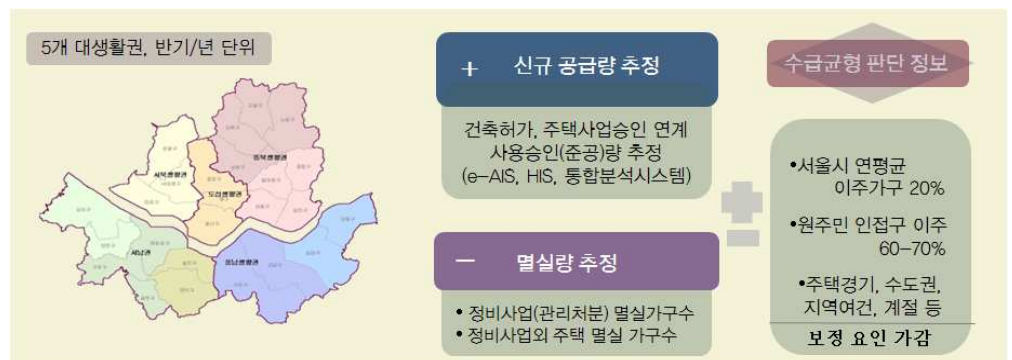 5개 대생활권, 반기/년 단위
서북생활권
동북생활권
도심생활권
서남권
동남생활권
+ 신규 공급량 추정
건축허가, 주택사업승인 연계
사용승인(준공)량 추정
(e-AIS, HIS, 통합분석시스템)
− 멸실량 추정
• 정비사업(관리처분) 멸실가구수
• 정비사업외 주택 멸실 가구수
수급균형 판단 정보
•서울시 연평균
이주가구 20%
•원주민 인접구 이주
60-70%
•주택경기, 수도권,
지역여건, 계절 등
보정 요인 가감